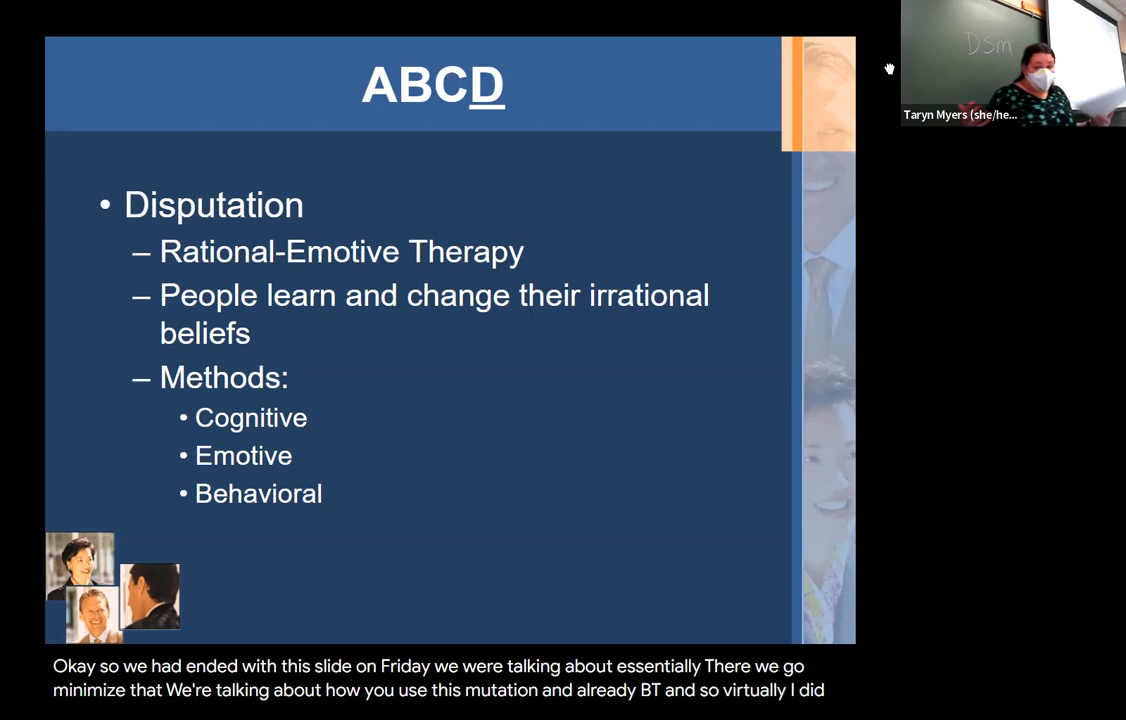 ABCD
DSM
Taryn Myers (she/he...
• Disputation
– Rational-Emotive Therapy
– People learn and change their irrational
beliefs
– Methods:
• Cognitive
• Emotive
• Behavioral
Okay so we had ended with this slide on Friday we were talking about essentially There we go
minimize that We're talking about how you use this mutation and already BT and so virtually I did